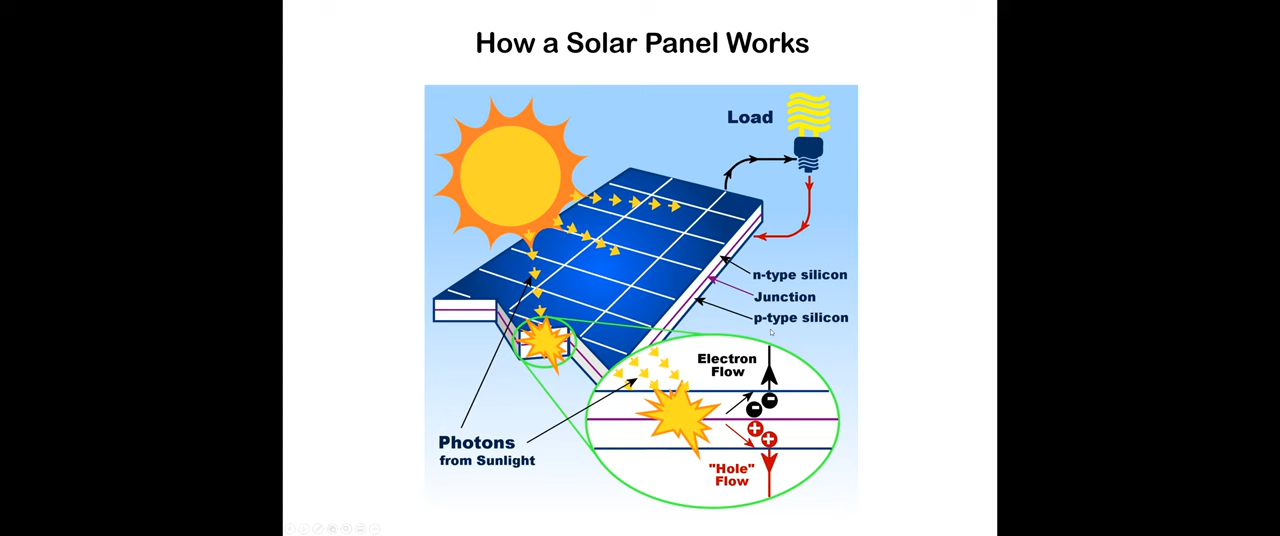 How a Solar Panel Works
Load
n-type silicon
Junction
p-type silicon
Electron
Flow
Photons
from Sunlight
"Hole"
Flow